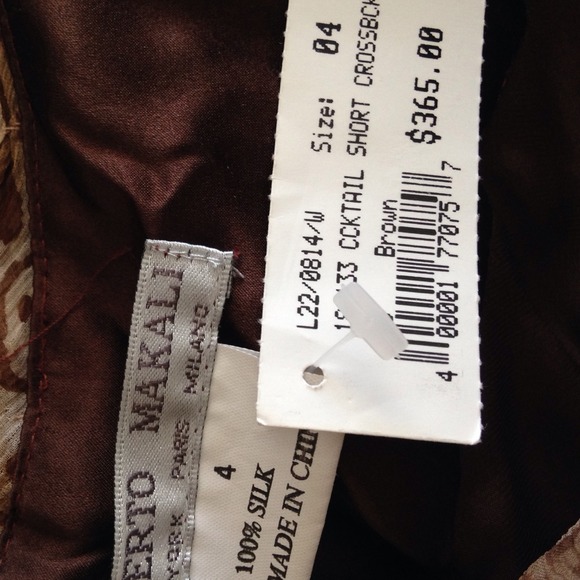 L22/0814/W Size: 04
CCKTAIL SHORT CROSSBCK
Brown $365.00
4 00001 77075 7
ERTO MAKALI
YORK PARIS MILANO
4
100% SILK
MADE IN CHI